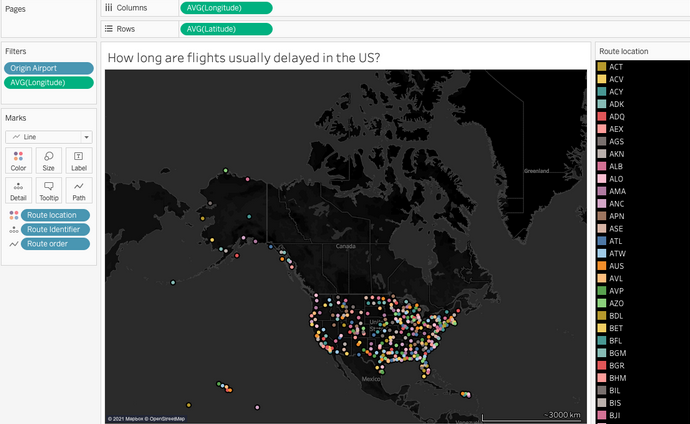 Pages
Columns
AVG(Longitude)
Rows
AVG(Latitude)
Filters
Origin Airport
AVG(Longitude)
Marks
Line
Color
Size
Label
Detail
Tooltip
Path
Route location
Route Identifier
Route order
How long are flights usually delayed in the US?
Greenland
Canada
Mexico
~3000 km
© 2021 Mapbox © OpenStreetMap
Route location
ACT
ACV
ACY
ADK
ADQ
AEX
AGS
AKN
ALB
ALO
AMA
ANC
APN
ASE
ATL
ATW
AUS
AVL
AVP
AZO
BDL
BET
BFL
BGM
BGR
BHM
BIL
BIS
BJI